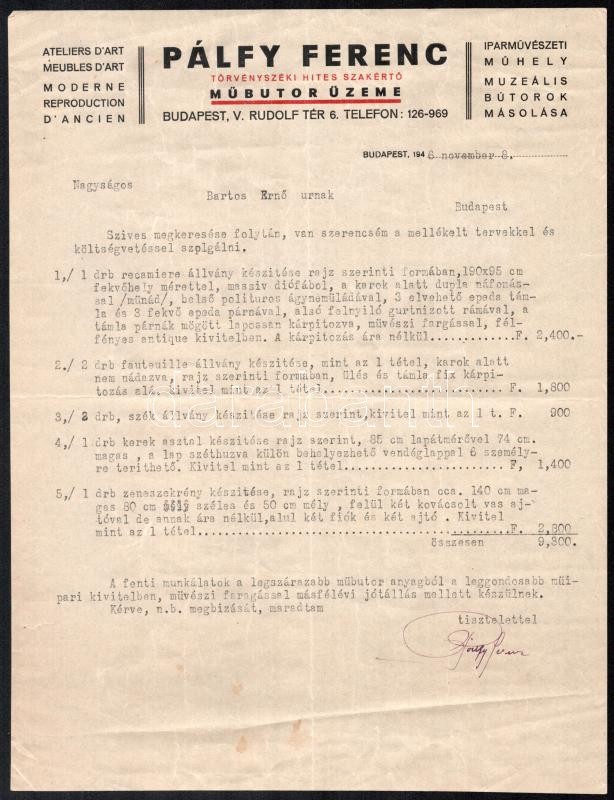 ATELIERS D'ART
MEUBLES D'ART
MODERNE
REPRODUCTION
D'ANCIEN
PÁLFY FERENC
TÖRVÉNYSZÉKI HITES SZAKÉRTŐ
MŰBUTOR ÜZEME
BUDAPEST, V. RUDOLF TÉR 6. TELEFON: 126-969
IPARMŰVÉSZETI
MŰHELY
MUZEÁLIS
BÚTOROK
MÁSOLÁSA
BUDAPEST, 194 6 november 8.
Nagyságos
Bartos Ernő urnak
Budapest
Szives megkeresése folytán, van szerencsém a mellékelt tervekkel és
költségvetéssel szolgálni.
1,/ 1 drb recamiere állvány készitése rajz szerinti formában,190x95 cm
fekvőhely mérettel, massiv diófából, a karok alatt dupla náfonás-
sal /műnád/, belső polituros ágyneműládával, 3 elvehető epeda tám-
la és 3 fekvő epeda párnával, alsó felnyiló gurtnizott rámával, a
támla párnák mögött laposan kárpitozva, művészi fargással, fél-
fényes antique kivitelben. A kárpitozás ára nélkül............F. 2,400.-
2./ 2 drb fauteuille állvány készitése, mint az 1 tétel, karok alatt
nem nádazva, rajz szerinti formában, ülés és támla fix kárpi-
tozás alá. kivitel mint az 1 tétel........................ F. 1,800
3,/ 2 drb, szék állvány készitése rajz szerint,kivitel mint az 1 t. F. 900
4,/ 1 drb kerek asztal készitése rajz szerint, 85 cm lapátmérővel 74 cm.
magas , a lap széthuzva külön behelyezhető vendéglappal 6 személy-
re terithető. Kivitel mint az 1 tétel.....................F, 1,400
5,/ 1 drb zeneszekrény készitése, rajz szerinti formában cca. 140 cm ma-
gas 80 cm széles és 50 cm mély , felül két kovácsolt vas aj-
tóval de annak ára nélkül,alul két fiók és két ajtó . Kivitel
mint az 1 tétel.......................................F. 2,800
összesen 9,300.
A fenti munkálatok a legszárazabb műbutor anyagból a leggondosabb műi-
pari kivitelben, művészi faragással másfélévi jótállás mellett készülnek.
Kérve, n.b. megbizását, maradtam
tisztelettel
Pálfy Ferenc